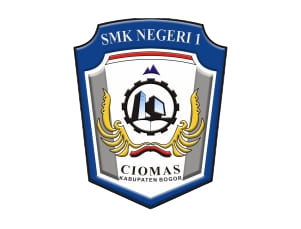 SMK NEGERI 1
CIOMAS
KABUPATEN BOGOR